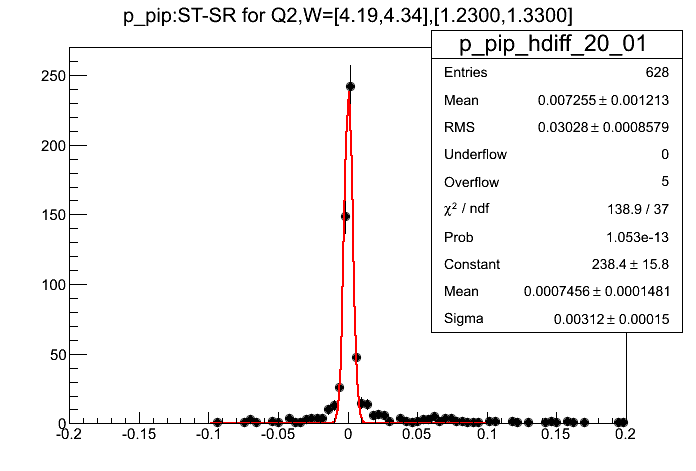 p_pip:ST-SR for Q2,W=[4.19,4.34],[1.2300,1.3300]
p_pip_hdiff_20_01
Entries 628
Mean 0.007255 ± 0.001213
RMS 0.03028 ± 0.0008579
Underflow 0
Overflow 5
χ² / ndf 138.9 / 37
Prob 1.053e-13
Constant 238.4 ± 15.8
Mean 0.0007456 ± 0.0001481
Sigma 0.00312 ± 0.00015
250
200
150
100
50
0
-0.2 -0.15 -0.1 -0.05 0 0.05 0.1 0.15 0.2